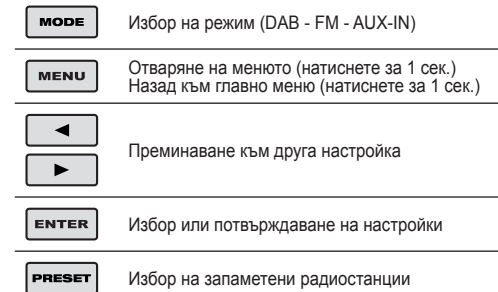 MODE Избор на режим (DAB - FM - AUX-IN)
MENU Отваряне на менюто (натиснете за 1 сек.)
Назад към главно меню (натиснете за 1 сек.)
Преминаване към друга настройка
ENTER Избор или потвърждаване на настройки
PRESET Избор на запаметени радиостанции